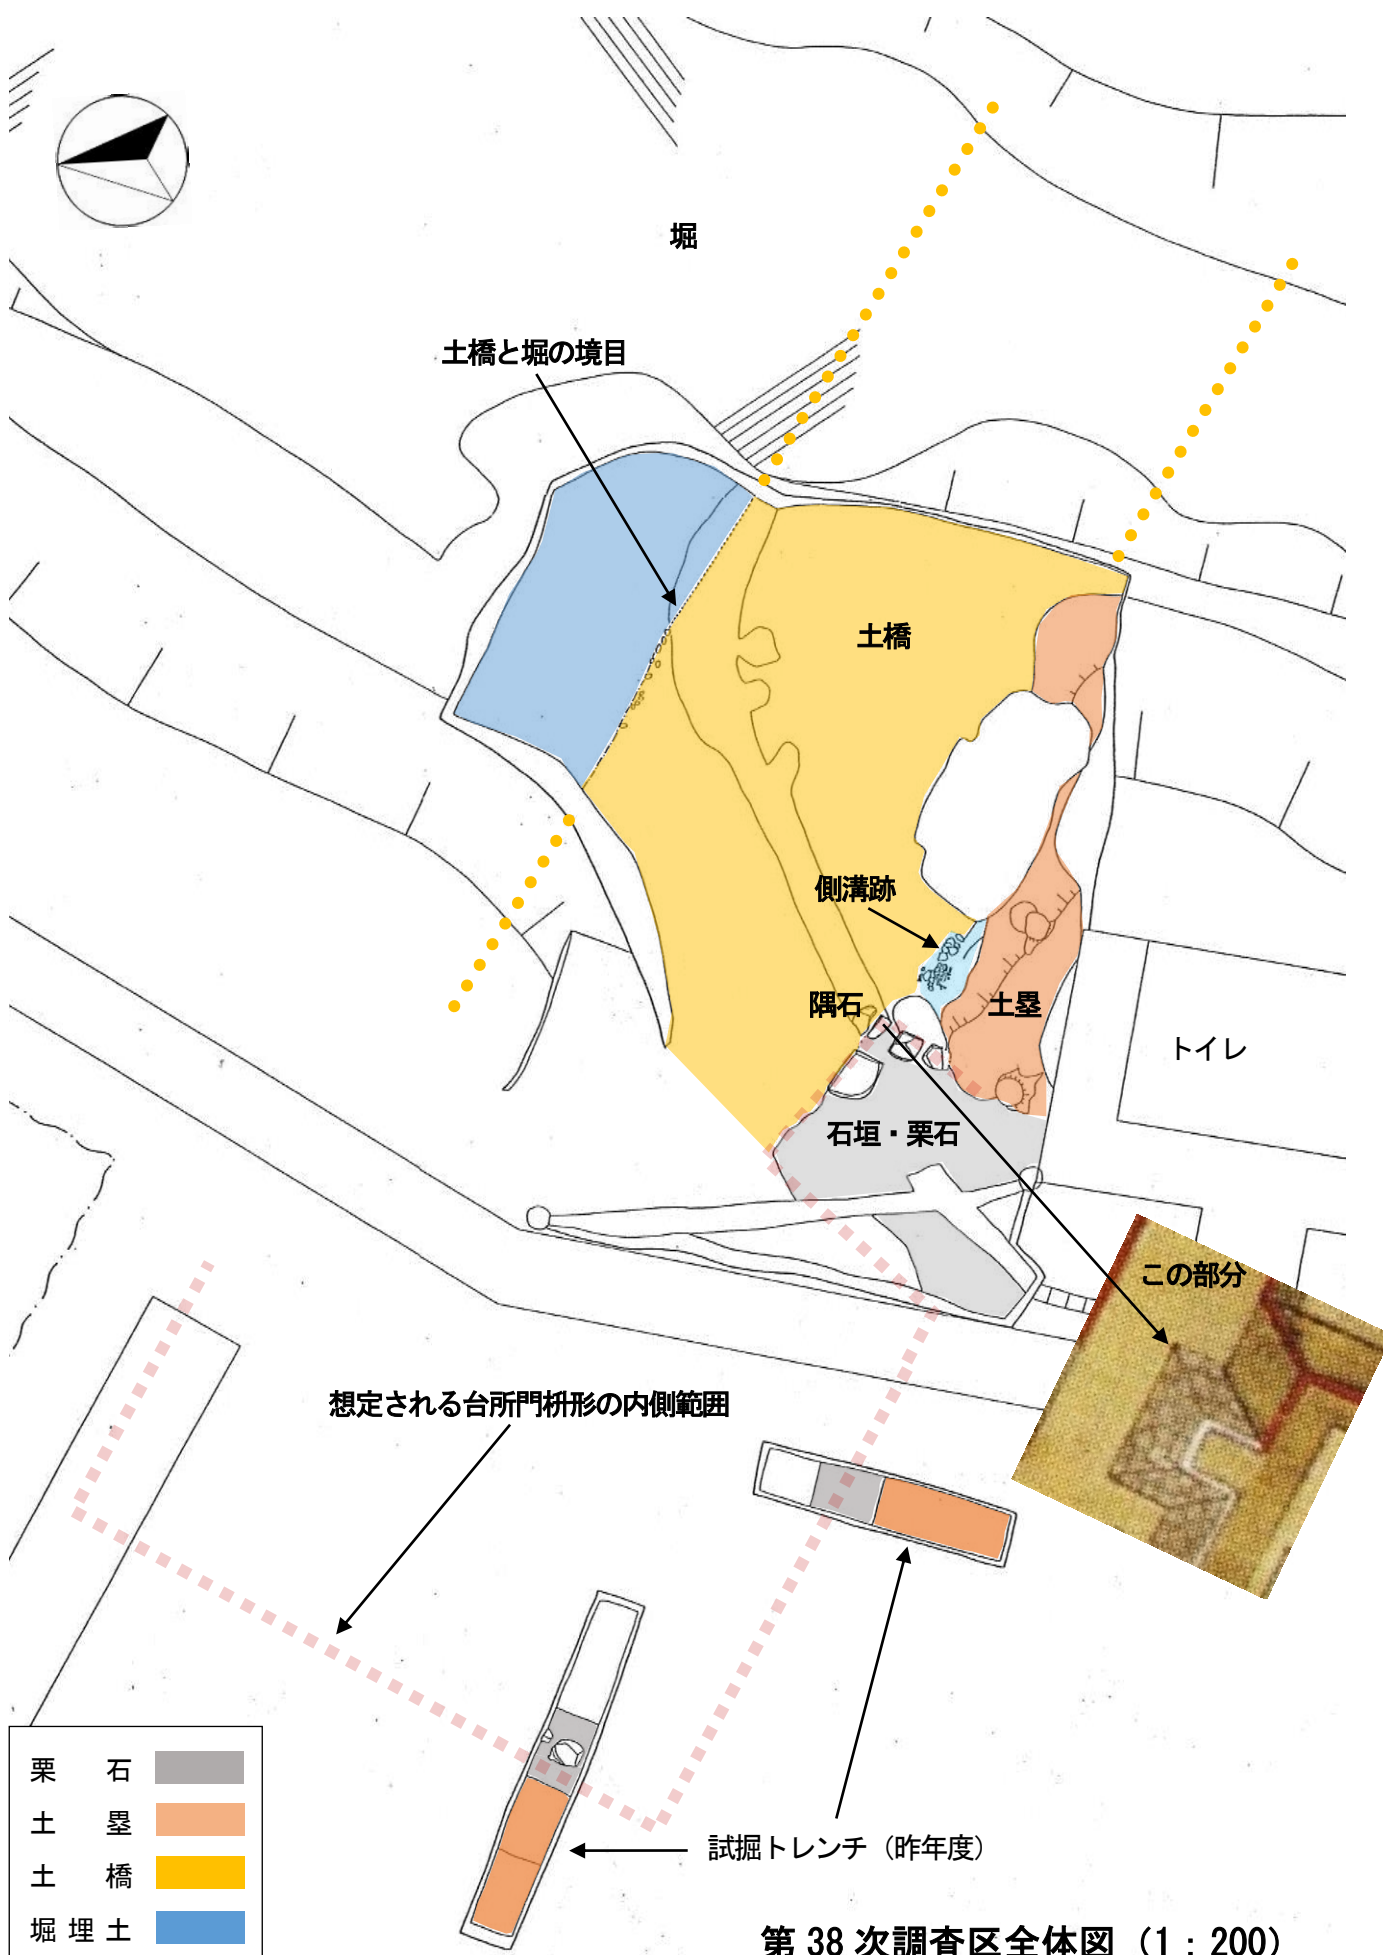 堀
土橋と堀の境目
土橋
側溝跡
隅石
土塁
トイレ
石垣・栗石
この部分
想定される台所門枡形の内側範囲
試掘トレンチ（昨年度）
栗 石
土 塁
土 橋
堀 埋 土
第 38 次調査区全体図（1：200）